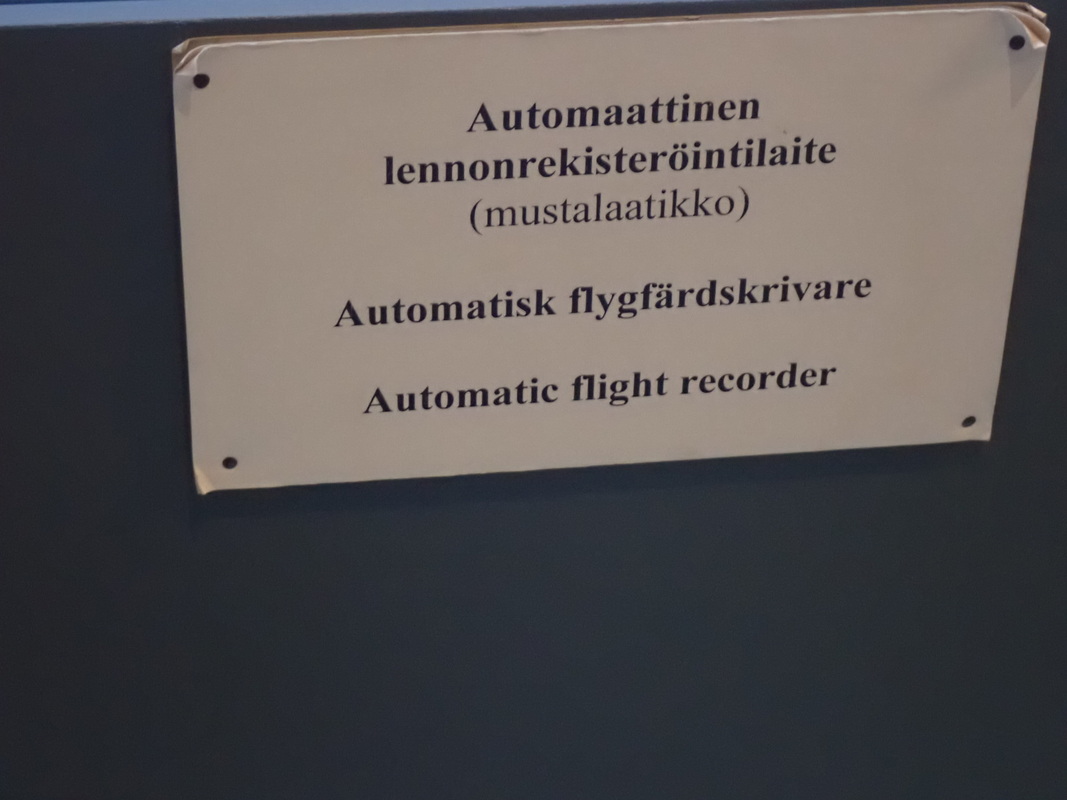 Automaattinen
lennonrekisteröintilaite
(mustalaatikko)
Automatisk flygfärdskrivare
Automatic flight recorder